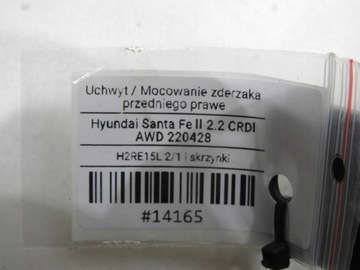 Uchwyt / Mocowanie zderzaka
przedniego prawe
Hyundai Santa Fe II 2.2 CRDI
AWD 220428
H2RE15L 2/1 i skrzynki
#14165